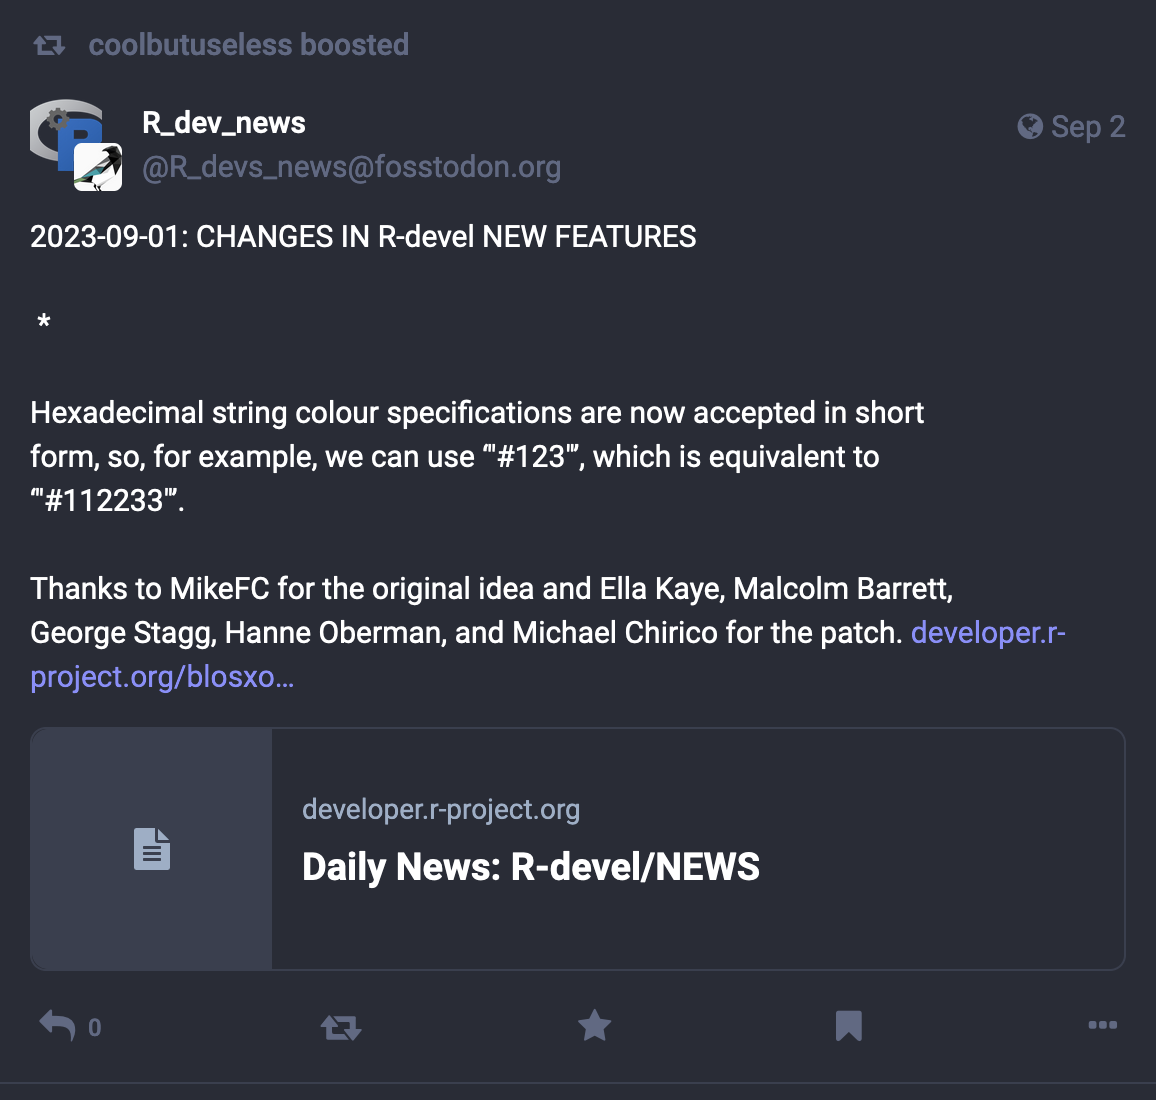 coolbutuseless boosted
R_dev_news
Sep 2
@R_devs_news@fosstodon.org
2023-09-01: CHANGES IN R-devel NEW FEATURES
*
Hexadecimal string colour specifications are now accepted in short
form, so, for example, we can use ‘"#123"’, which is equivalent to
‘"#112233"’.
Thanks to MikeFC for the original idea and Ella Kaye, Malcolm Barrett,
George Stagg, Hanne Oberman, and Michael Chirico for the patch. developer.r-
project.org/blosxo…
developer.r-project.org
Daily News: R-devel/NEWS
0